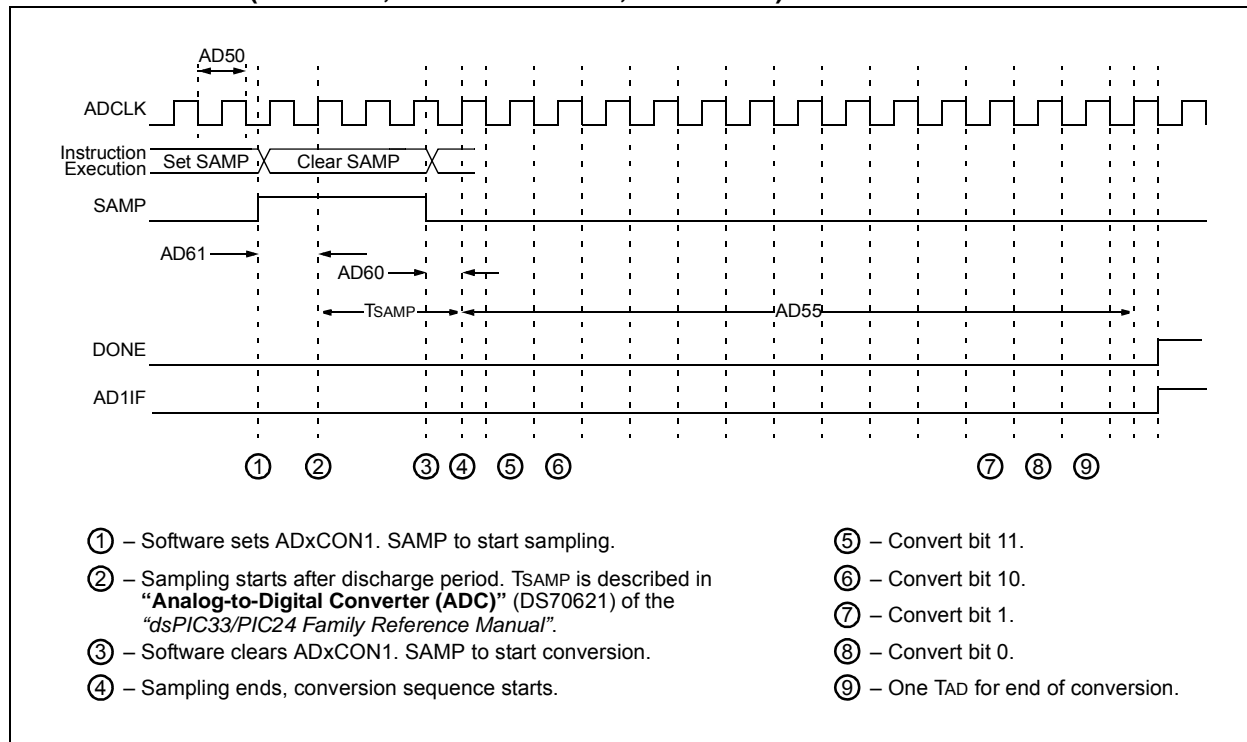 AD50
ADCLK
Instruction
Execution
Set SAMP
Clear SAMP
SAMP
AD61
AD60
TSAMP
AD55
DONE
AD1IF
1 2 3 4 5 6 7 8 9
1 – Software sets ADxCON1. SAMP to start sampling.
2 – Sampling starts after discharge period. TSAMP is described in
“Analog-to-Digital Converter (ADC)” (DS70621) of the
“dsPIC33/PIC24 Family Reference Manual”.
3 – Software clears ADxCON1. SAMP to start conversion.
4 – Sampling ends, conversion sequence starts.
5 – Convert bit 11.
6 – Convert bit 10.
7 – Convert bit 1.
8 – Convert bit 0.
9 – One TAD for end of conversion.